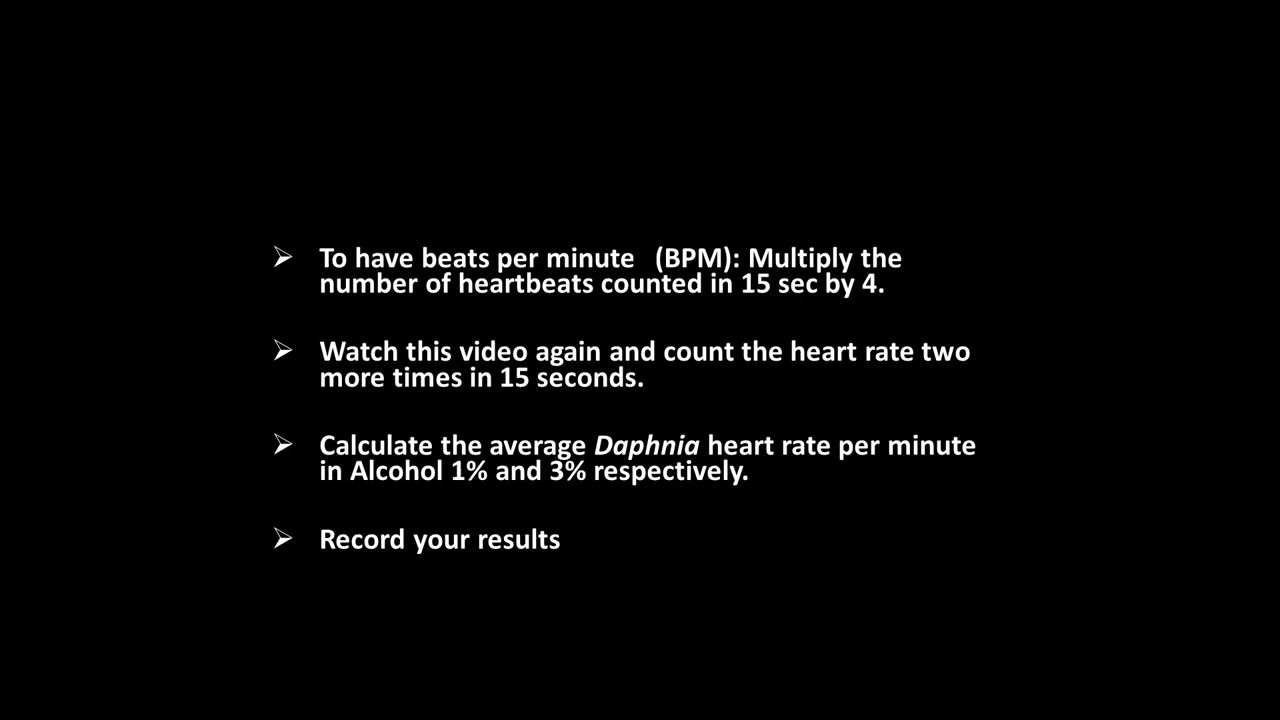 ➢ To have beats per minute (BPM): Multiply the
number of heartbeats counted in 15 sec by 4.
➢ Watch this video again and count the heart rate two
more times in 15 seconds.
➢ Calculate the average Daphnia heart rate per minute
in Alcohol 1% and 3% respectively.
➢ Record your results